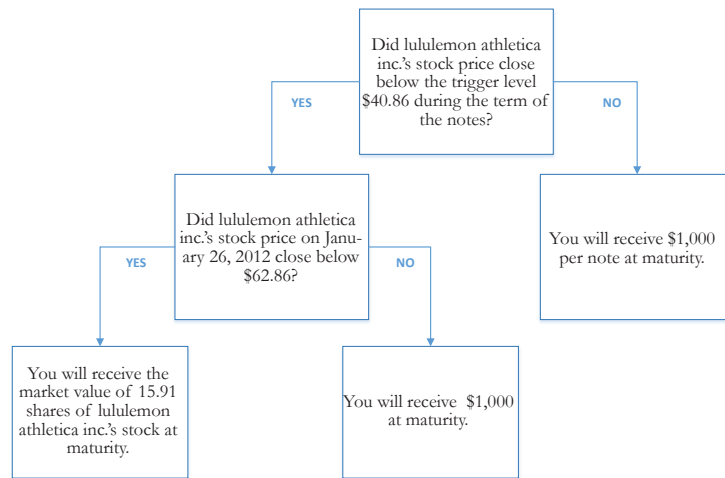 Did lululemon athletica
inc.'s stock price close
below the trigger level
$40.86 during the term of
the notes?
YES
NO
Did lululemon athletica
inc.'s stock price on Janu-
ary 26, 2012 close below
$62.86?
You will receive $1,000
per note at maturity.
YES
NO
You will receive the
market value of 15.91
shares of lululemon
athletica inc.'s stock at
maturity.
You will receive $1,000
at maturity.